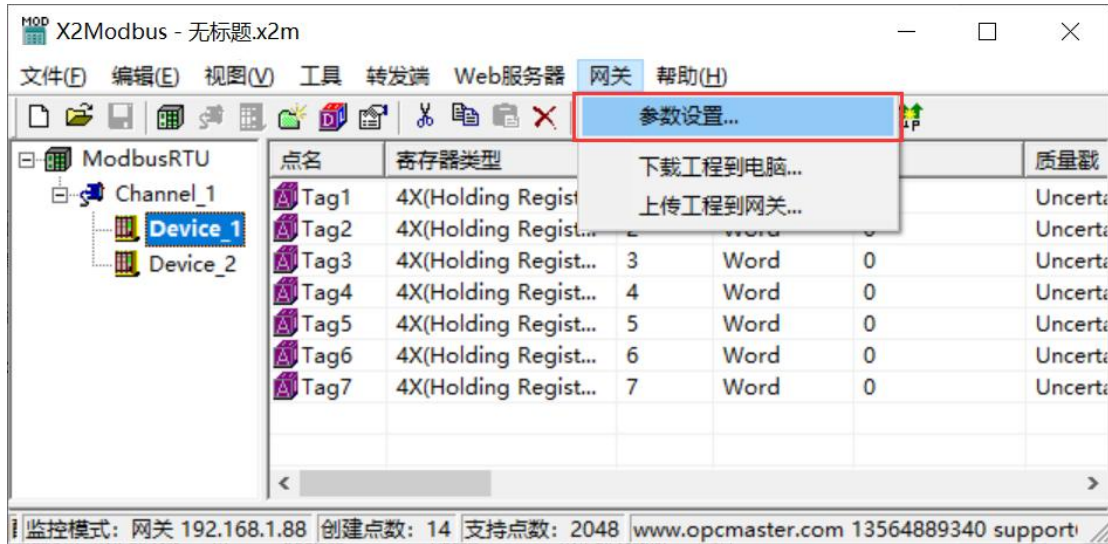 X2Modbus - 无标题.x2m
文件(F) 编辑(E) 视图(V) 工具 转发端 Web服务器 网关 帮助(H)
参数设置...
下载工程到电脑...
上传工程到网关...
ModbusRTU
Channel_1
Device_1
Device_2
点名 寄存器类型 质量戳
Tag1 4X(Holding Regist Uncerta
Tag2 4X(Holding Regist... 2 Word 0 Uncerta
Tag3 4X(Holding Regist... 3 Word 0 Uncerta
Tag4 4X(Holding Regist... 4 Word 0 Uncerta
Tag5 4X(Holding Regist... 5 Word 0 Uncerta
Tag6 4X(Holding Regist... 6 Word 0 Uncerta
Tag7 4X(Holding Regist... 7 Word 0 Uncerta
监控模式：网关 192.168.1.88 创建点数：14 支持点数：2048 www.opcmaster.com 13564889340 support